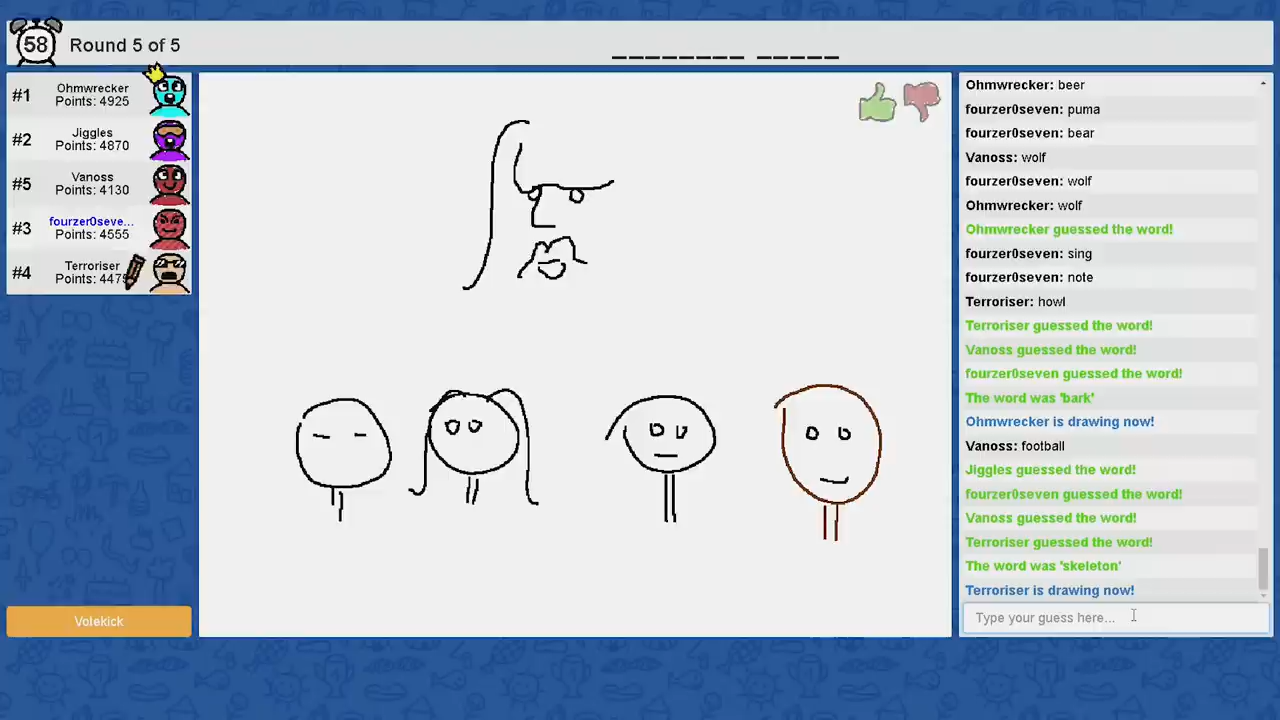 58
Round 5 of 5
________ _____
#1
Ohmwrecker
Points: 4925
#2
Jiggles
Points: 4870
#5
Vanoss
Points: 4130
#3
fourzer0seve...
Points: 4555
#4
Terroriser
Points: 4475
Votekick
Ohmwrecker: beer
fourzer0seven: puma
fourzer0seven: bear
Vanoss: wolf
fourzer0seven: wolf
Ohmwrecker: wolf
Ohmwrecker guessed the word!
fourzer0seven: sing
fourzer0seven: note
Terroriser: howl
Terroriser guessed the word!
Vanoss guessed the word!
fourzer0seven guessed the word!
The word was 'bark'
Ohmwrecker is drawing now!
Vanoss: football
Jiggles guessed the word!
fourzer0seven guessed the word!
Vanoss guessed the word!
Terroriser guessed the word!
The word was 'skeleton'
Terroriser is drawing now!
Type your guess here...